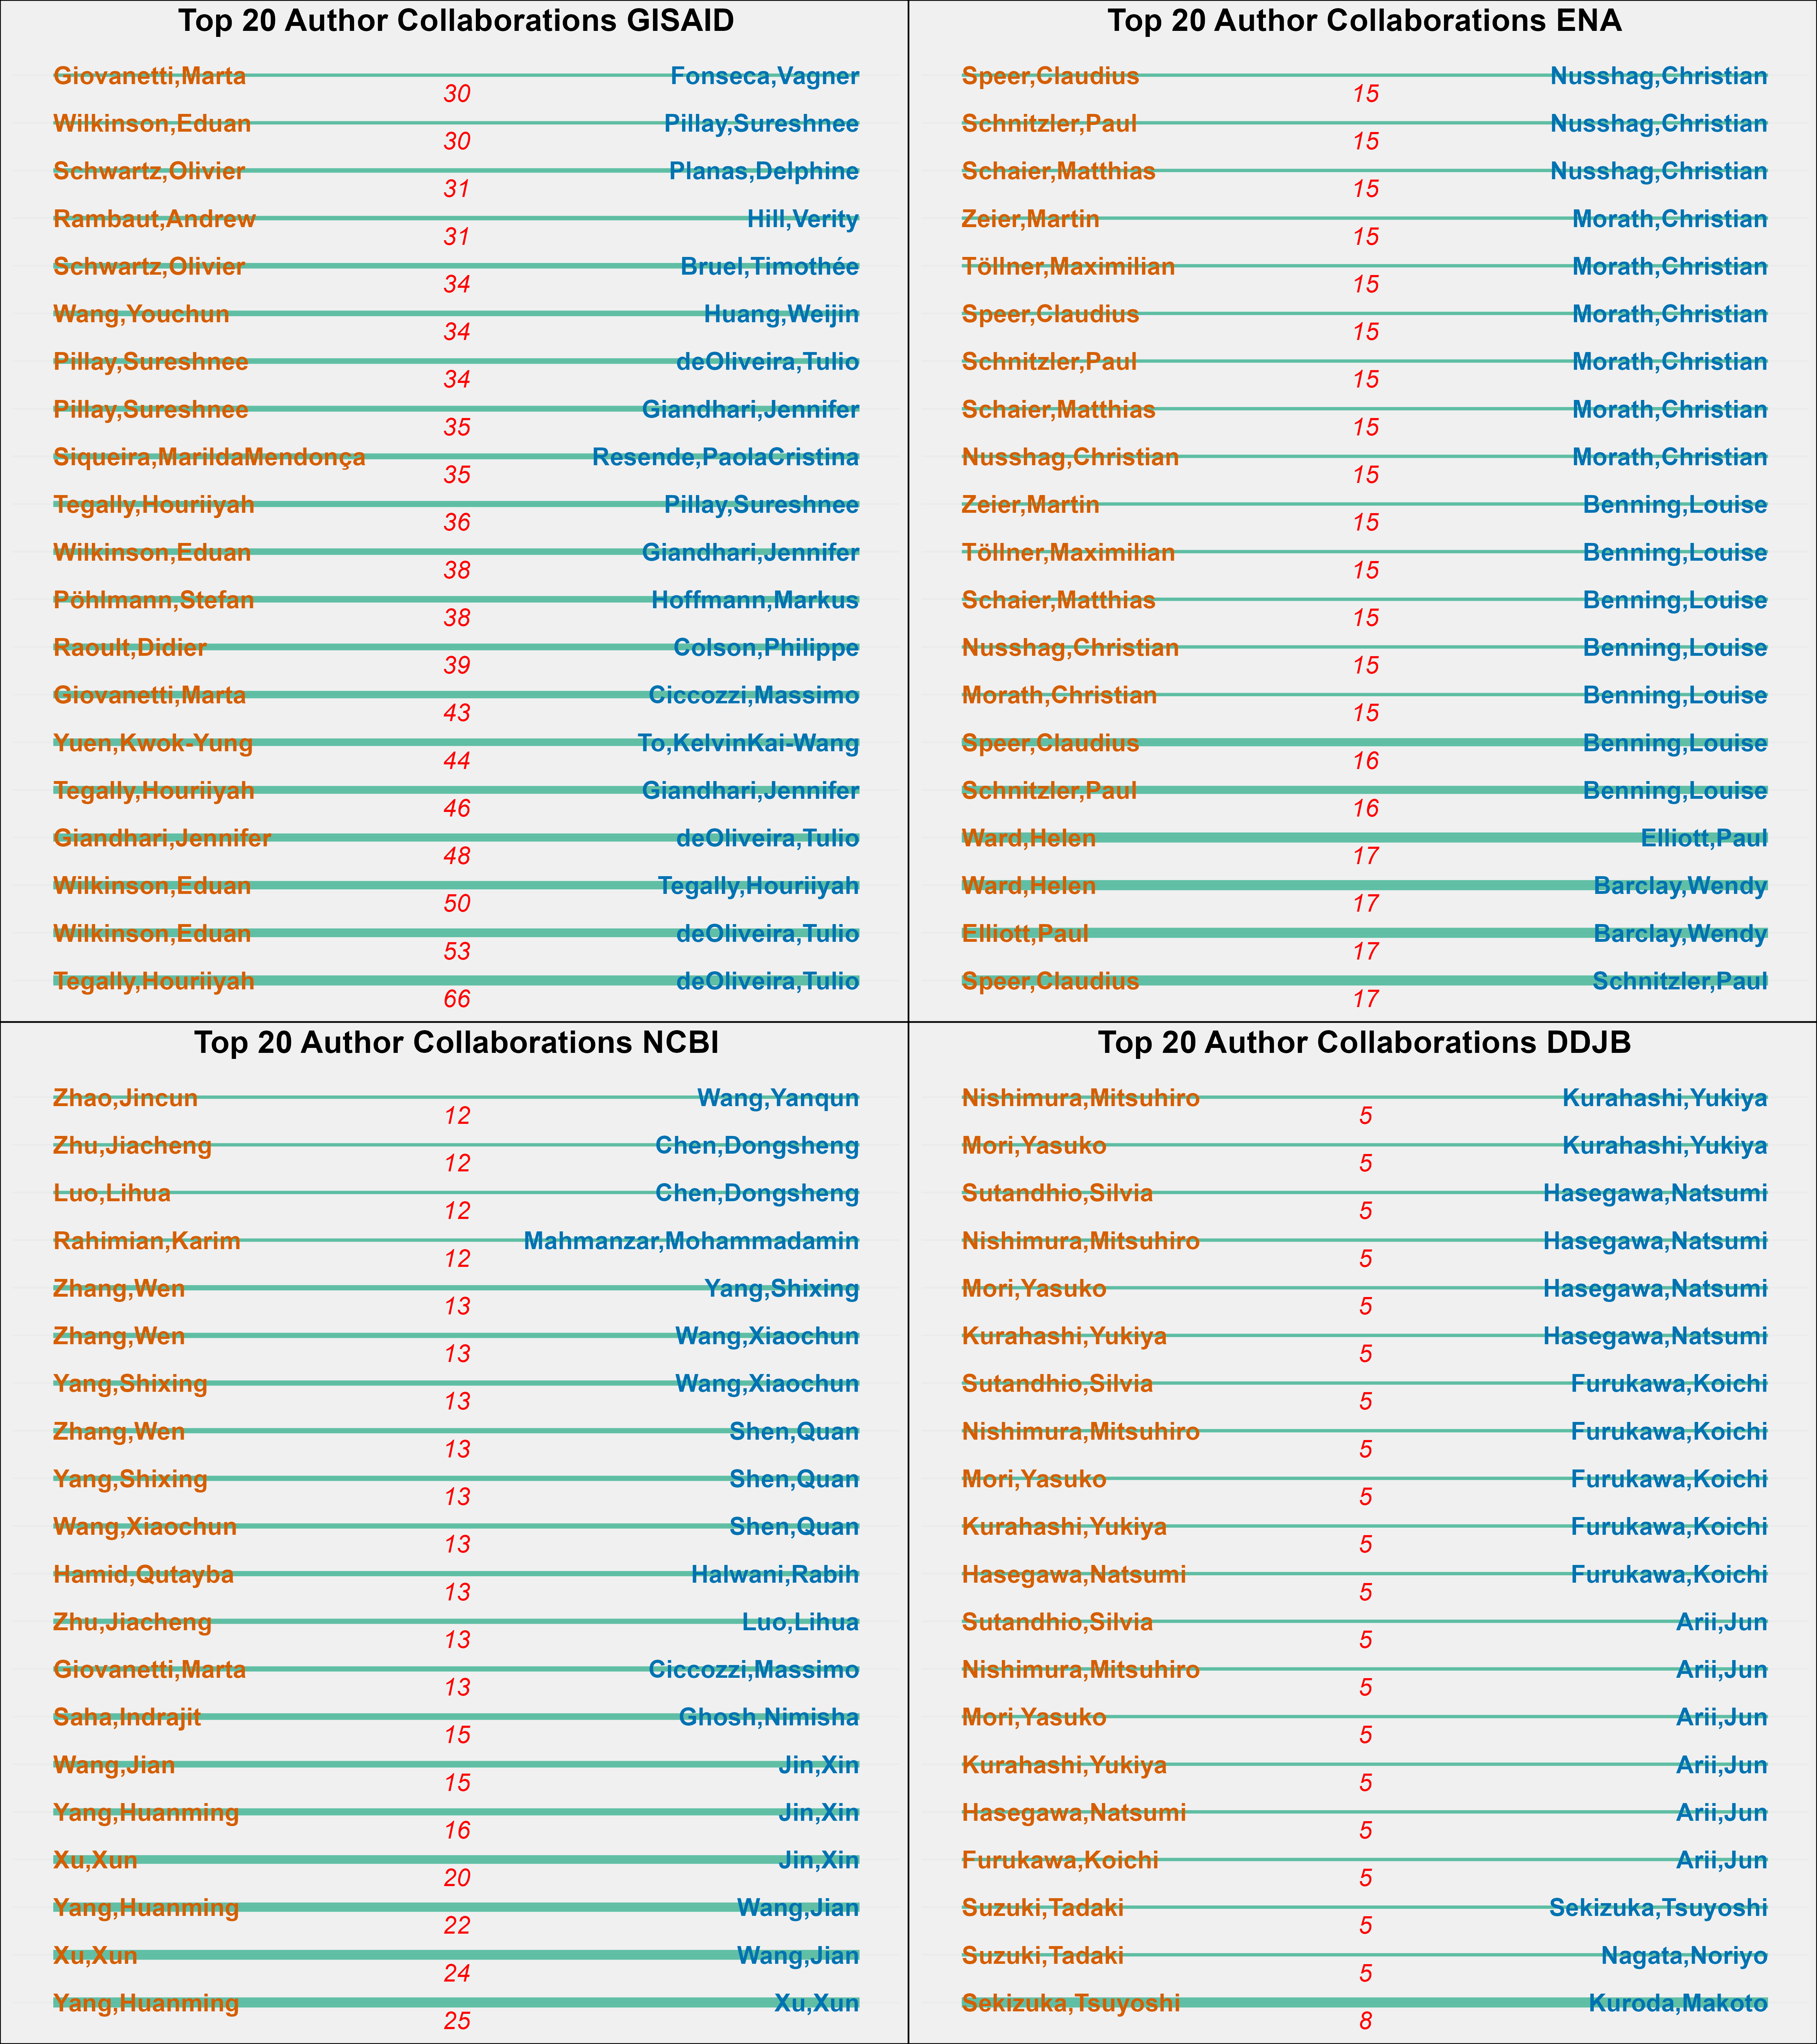 Top 20 Author Collaborations GISAID
Giovanetti,Marta Fonseca,Vagner
30
Wilkinson,Eduan Pillay,Sureshnee
30
Schwartz,Olivier Planas,Delphine
31
Rambaut,Andrew Hill,Verity
31
Schwartz,Olivier Bruel,Timothée
34
Wang,Youchun Huang,Weijin
34
Pillay,Sureshnee deOliveira,Tulio
34
Pillay,Sureshnee Giandhari,Jennifer
35
Siqueira,MarildaMendonça Resende,PaolaCristina
35
Tegally,Houriiyah Pillay,Sureshnee
36
Wilkinson,Eduan Giandhari,Jennifer
38
Pöhlmann,Stefan Hoffmann,Markus
38
Raoult,Didier Colson,Philippe
39
Giovanetti,Marta Ciccozzi,Massimo
43
Yuen,Kwok-Yung To,KelvinKai-Wang
44
Tegally,Houriiyah Giandhari,Jennifer
46
Giandhari,Jennifer deOliveira,Tulio
48
Wilkinson,Eduan Tegally,Houriiyah
50
Wilkinson,Eduan deOliveira,Tulio
53
Tegally,Houriiyah deOliveira,Tulio
66
Top 20 Author Collaborations ENA
Speer,Claudius Nusshag,Christian
15
Schnitzler,Paul Nusshag,Christian
15
Schaier,Matthias Nusshag,Christian
15
Zeier,Martin Morath,Christian
15
Töllner,Maximilian Morath,Christian
15
Speer,Claudius Morath,Christian
15
Schnitzler,Paul Morath,Christian
15
Schaier,Matthias Morath,Christian
15
Nusshag,Christian Morath,Christian
15
Zeier,Martin Benning,Louise
15
Töllner,Maximilian Benning,Louise
15
Schaier,Matthias Benning,Louise
15
Nusshag,Christian Benning,Louise
15
Morath,Christian Benning,Louise
15
Speer,Claudius Benning,Louise
16
Schnitzler,Paul Benning,Louise
16
Ward,Helen Elliott,Paul
17
Ward,Helen Barclay,Wendy
17
Elliott,Paul Barclay,Wendy
17
Speer,Claudius Schnitzler,Paul
17
Top 20 Author Collaborations NCBI
Zhao,Jincun Wang,Yanqun
12
Zhu,Jiacheng Chen,Dongsheng
12
Luo,Lihua Chen,Dongsheng
12
Rahimian,Karim Mahmanzar,Mohammadamin
12
Zhang,Wen Yang,Shixing
13
Zhang,Wen Wang,Xiaochun
13
Yang,Shixing Wang,Xiaochun
13
Zhang,Wen Shen,Quan
13
Yang,Shixing Shen,Quan
13
Wang,Xiaochun Shen,Quan
13
Hamid,Qutayba Halwani,Rabih
13
Zhu,Jiacheng Luo,Lihua
13
Giovanetti,Marta Ciccozzi,Massimo
13
Saha,Indrajit Ghosh,Nimisha
15
Wang,Jian Jin,Xin
15
Yang,Huanming Jin,Xin
16
Xu,Xun Jin,Xin
20
Yang,Huanming Wang,Jian
22
Xu,Xun Wang,Jian
24
Yang,Huanming Xu,Xun
25
Top 20 Author Collaborations DDJB
Nishimura,Mitsuhiro Kurahashi,Yukiya
5
Mori,Yasuko Kurahashi,Yukiya
5
Sutandhio,Silvia Hasegawa,Natsumi
5
Nishimura,Mitsuhiro Hasegawa,Natsumi
5
Mori,Yasuko Hasegawa,Natsumi
5
Kurahashi,Yukiya Hasegawa,Natsumi
5
Sutandhio,Silvia Furukawa,Koichi
5
Nishimura,Mitsuhiro Furukawa,Koichi
5
Mori,Yasuko Furukawa,Koichi
5
Kurahashi,Yukiya Furukawa,Koichi
5
Hasegawa,Natsumi Furukawa,Koichi
5
Sutandhio,Silvia Arii,Jun
5
Nishimura,Mitsuhiro Arii,Jun
5
Mori,Yasuko Arii,Jun
5
Kurahashi,Yukiya Arii,Jun
5
Hasegawa,Natsumi Arii,Jun
5
Furukawa,Koichi Arii,Jun
5
Suzuki,Tadaki Sekizuka,Tsuyoshi
5
Suzuki,Tadaki Nagata,Noriyo
5
Sekizuka,Tsuyoshi Kuroda,Makoto
8